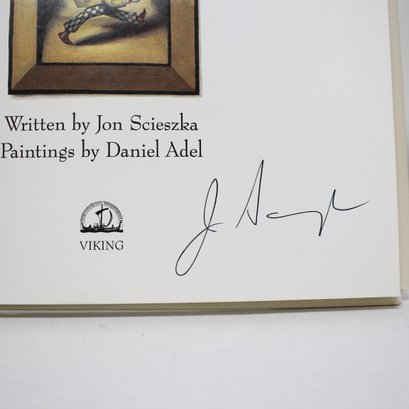 Written by Jon Scieszka
Paintings by Daniel Adel
VIKING